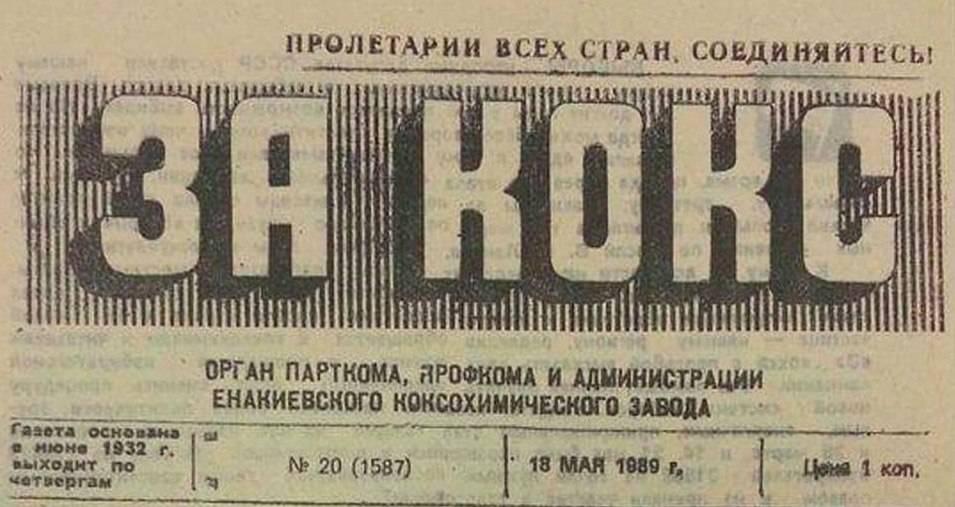 ПРОЛЕТАРИИ ВСЕХ СТРАН, СОЕДИНЯЙТЕСЬ!
ЗА КОКС
ОРГАН ПАРТКОМА, ПРОФКОМА И АДМИНИСТРАЦИИ
ЕНАКИЕВСКОГО КОКСОХИМИЧЕСКОГО ЗАВОДА
Газета основана
в июне 1932 г.
выходит по
четвергам
№ 20 (1587)
18 МАЯ 1989 г.
Цена 1 коп.